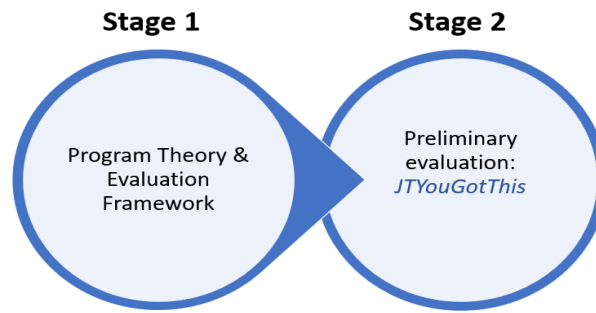 Stage 1
Stage 2
Program Theory &
Evaluation
Framework
Preliminary
evaluation:
JTYouGotThis